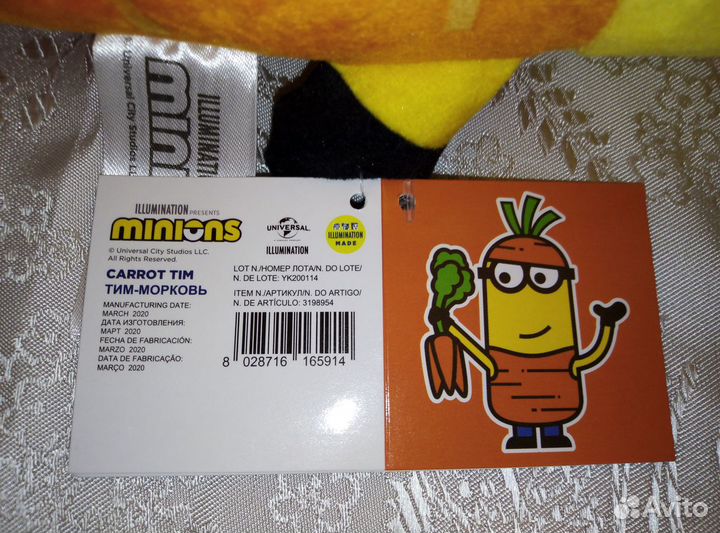 © Universal City Studios LLC
ILLUMINATI
MINI
ILLUMINATION PRESENTS
minions
© Universal City Studios LLC.
All Rights Reserved.
CARROT TIM
ТИМ-МОРКОВЬ
MANUFACTURING DATE:
MARCH 2020
ДАТА ИЗГОТОВЛЕНИЯ:
МАРТ 2020
FECHA DE FABRICACIÓN:
MARZO 2020
DATA DE FABRICAÇÃO:
MARÇO 2020
UNIVERSAL
ILLUMINATION
ILLUMINATION
MADE
LOT N./НОМЕР ЛОТА/N. DO LOTE/
N. DE LOTE: YK200114
ITEM N./АРТИКУЛ/N. DO ARTIGO/
N. DE ARTÍCULO: 3198954
8 028716 165914
Avito